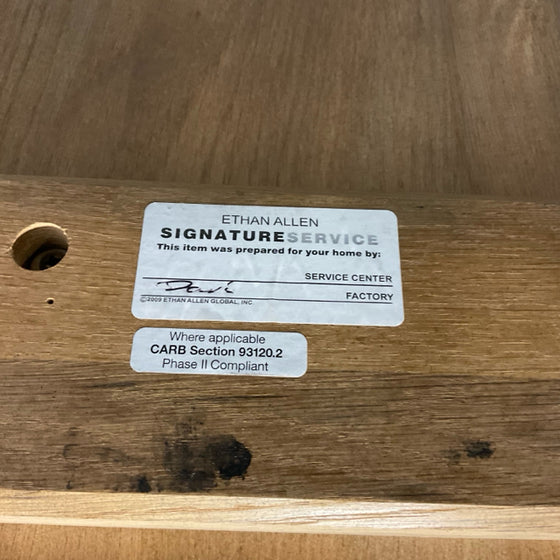 ETHAN ALLEN
SIGNATURESERVICE
This item was prepared for your home by:
SERVICE CENTER
FACTORY
©2009 ETHAN ALLEN GLOBAL, INC.
Where applicable
CARB Section 93120.2
Phase II Compliant